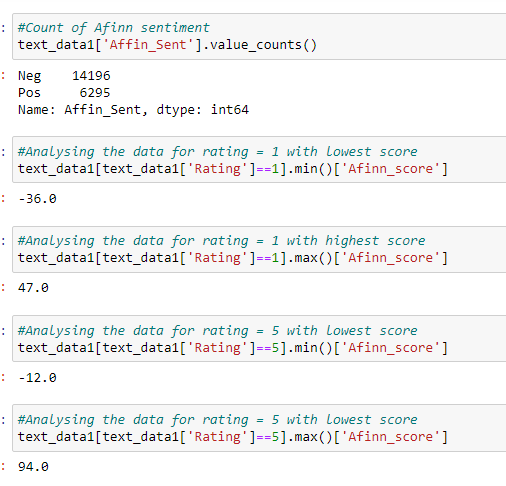 : #Count of Afinn sentiment
text_data1['Affin_Sent'].value_counts()
: Neg    14196
Pos     6295
Name: Affin_Sent, dtype: int64
: #Analysing the data for rating = 1 with lowest score
text_data1[text_data1['Rating']==1].min()['Afinn_score']
: -36.0
: #Analysing the data for rating = 1 with highest score
text_data1[text_data1['Rating']==1].max()['Afinn_score']
: 47.0
: #Analysing the data for rating = 5 with lowest score
text_data1[text_data1['Rating']==5].min()['Afinn_score']
: -12.0
: #Analysing the data for rating = 5 with lowest score
text_data1[text_data1['Rating']==5].max()['Afinn_score']
: 94.0